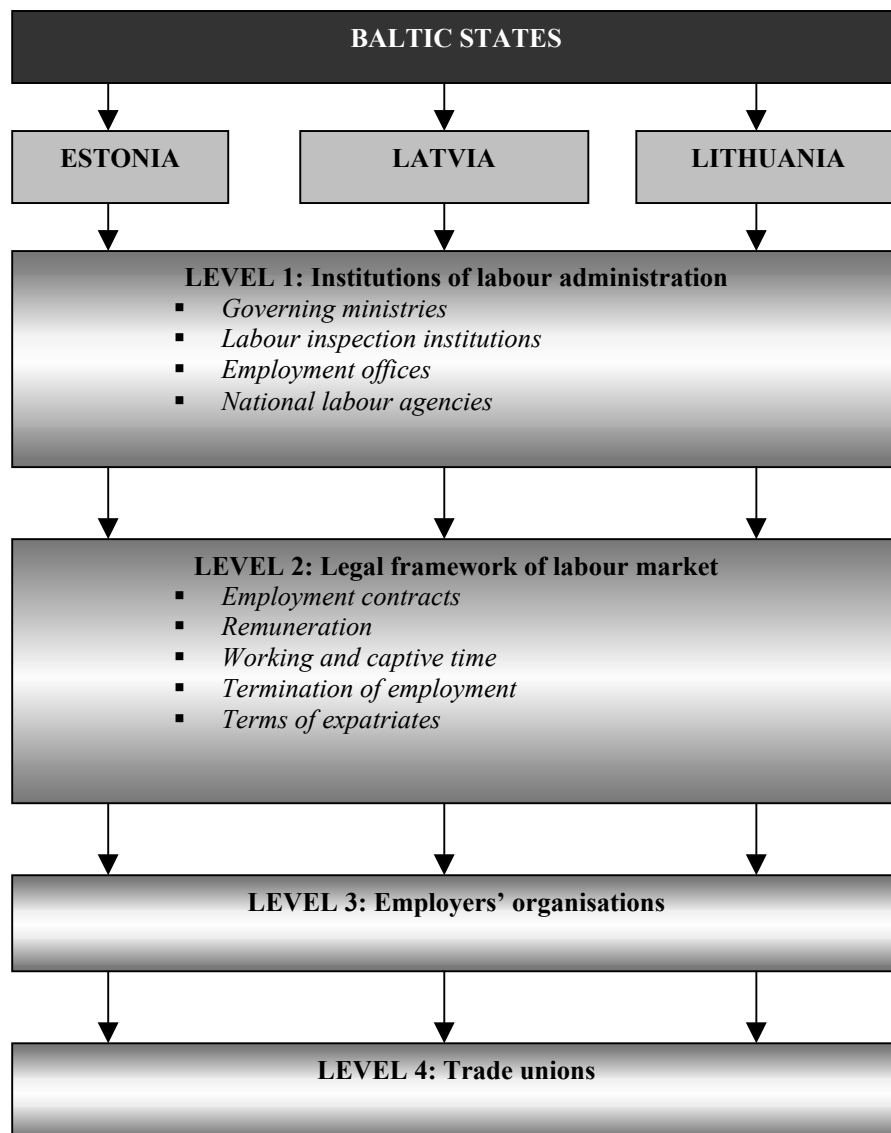 BALTIC STATES
ESTONIA
LATVIA
LITHUANIA
LEVEL 1: Institutions of labour administration
▪ Governing ministries
▪ Labour inspection institutions
▪ Employment offices
▪ National labour agencies
LEVEL 2: Legal framework of labour market
▪ Employment contracts
▪ Remuneration
▪ Working and captive time
▪ Termination of employment
▪ Terms of expatriates
LEVEL 3: Employers’ organisations
LEVEL 4: Trade unions